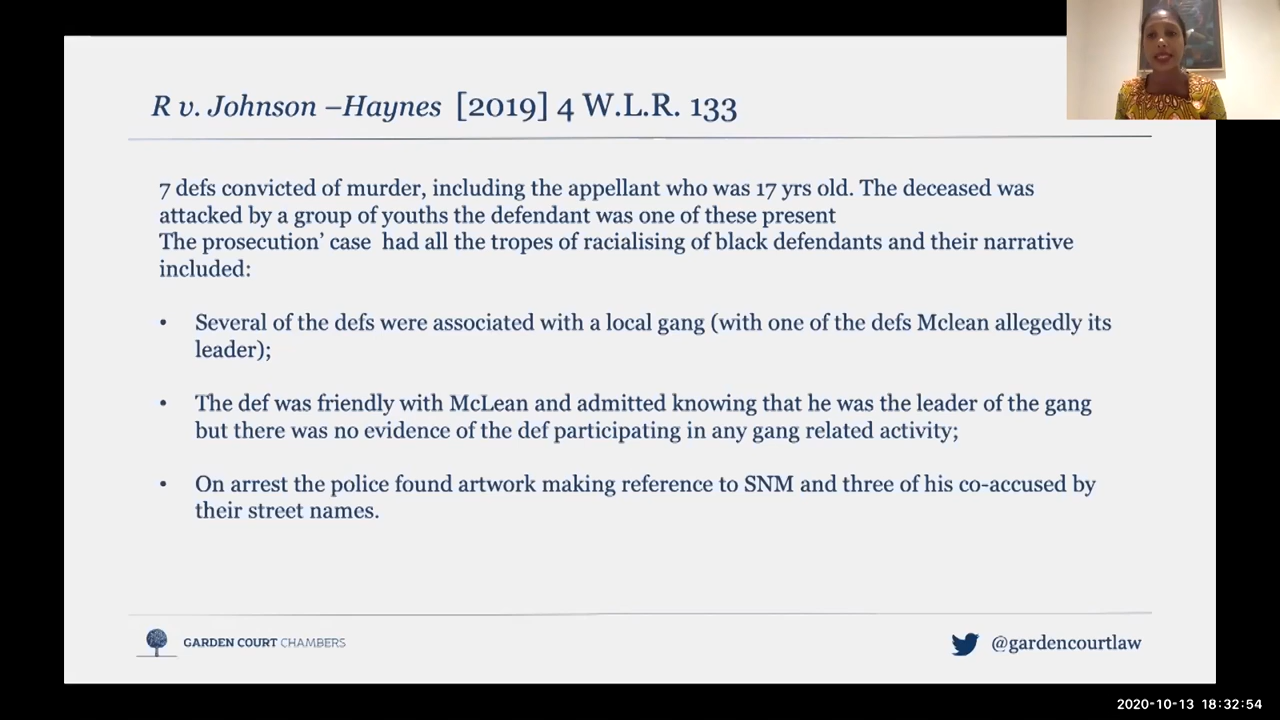 R v. Johnson –Haynes [2019] 4 W.L.R. 133
7 defs convicted of murder, including the appellant who was 17 yrs old. The deceased was
attacked by a group of youths the defendant was one of these present
The prosecution’ case had all the tropes of racialising of black defendants and their narrative
included:
• Several of the defs were associated with a local gang (with one of the defs Mclean allegedly its
leader);
• The def was friendly with McLean and admitted knowing that he was the leader of the gang
but there was no evidence of the def participating in any gang related activity;
• On arrest the police found artwork making reference to SNM and three of his co-accused by
their street names.
GARDEN COURT CHAMBERS
@gardencourtlaw
2020-10-13 18:32:54